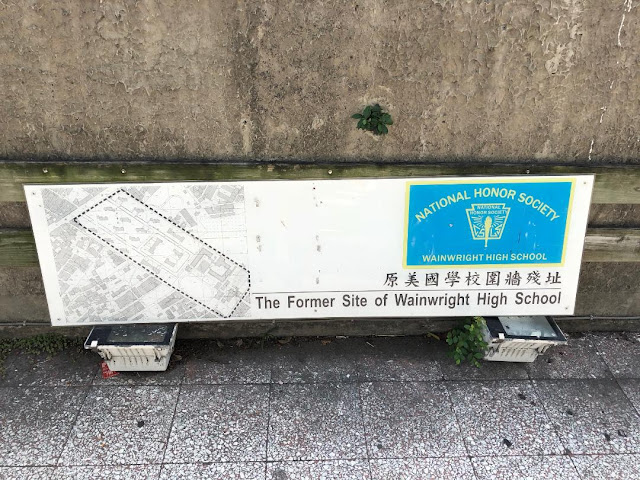 NATIONAL HONOR SOCIETY
NATIONAL
HONOR SOCIETY
WAINWRIGHT HIGH SCHOOL
原美國學校園牆殘址
The Former Site of Wainwright High School